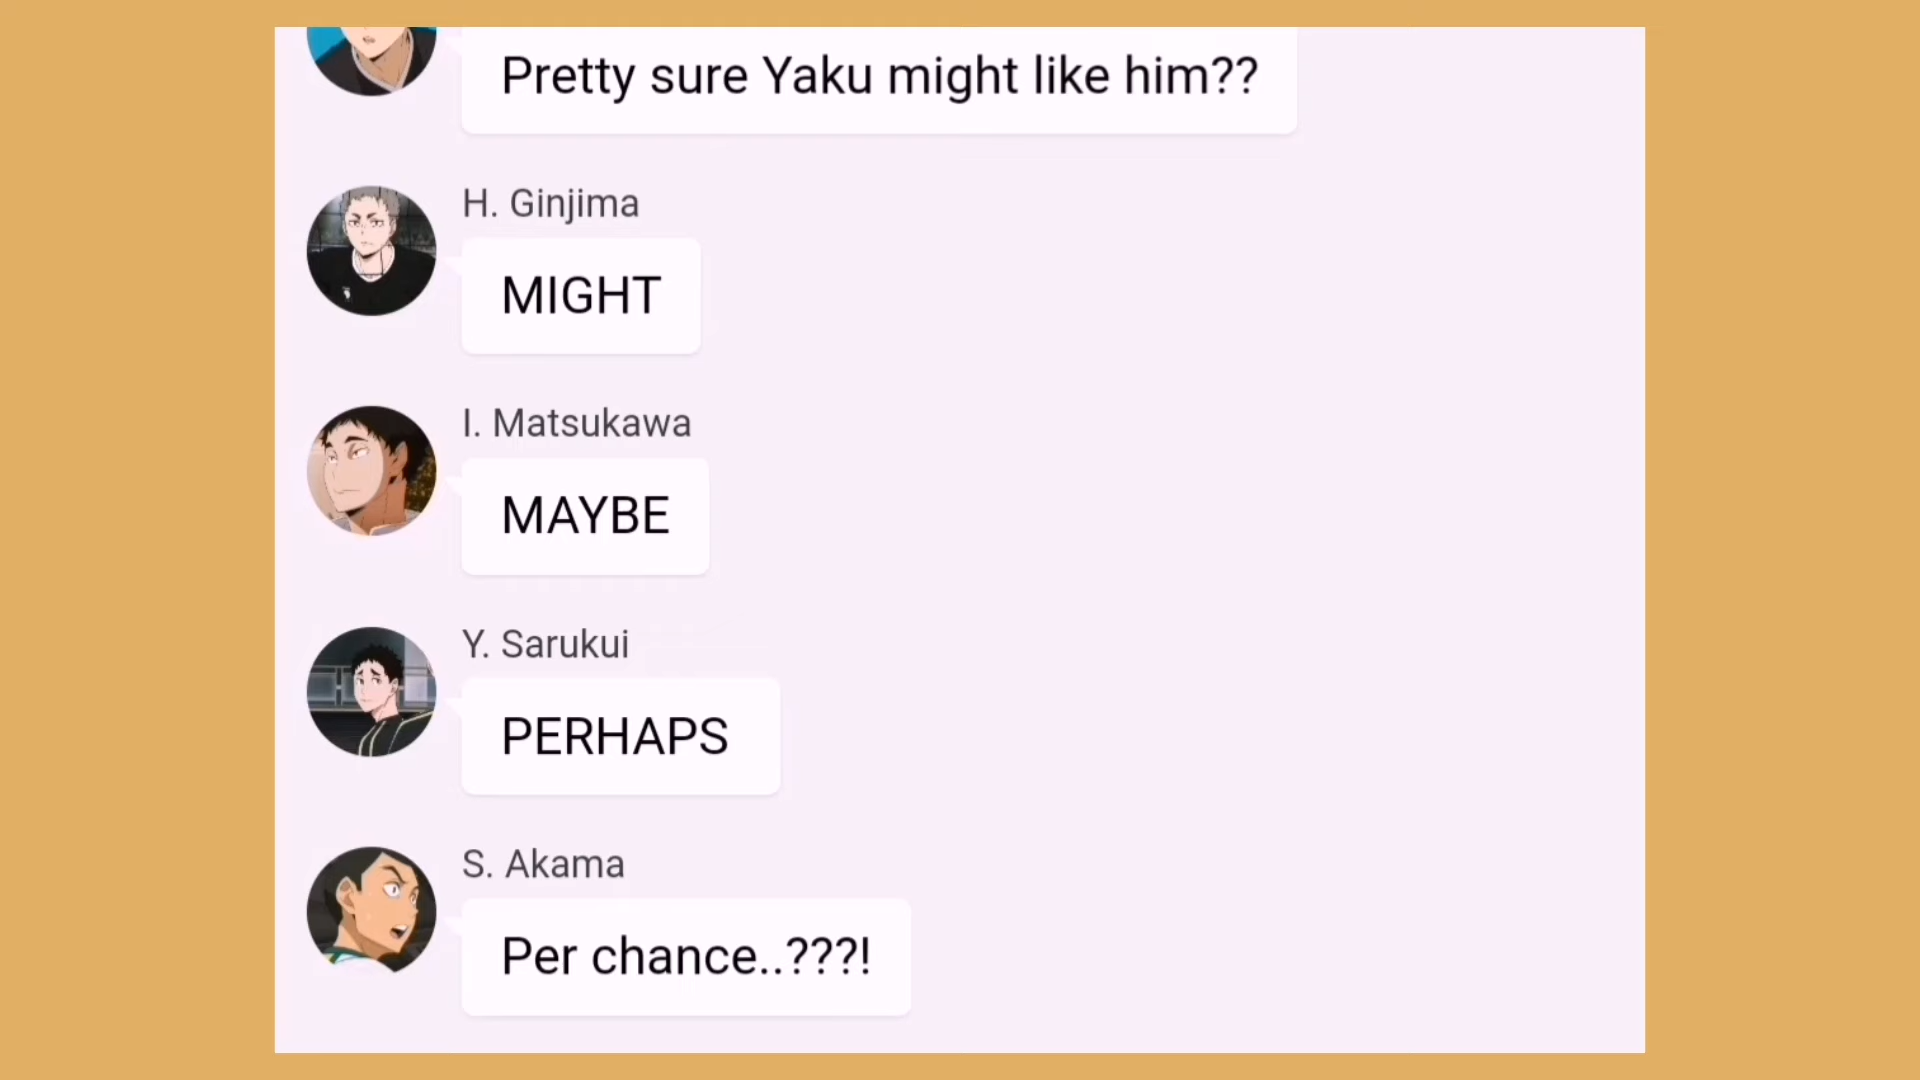 Pretty sure Yaku might like him??
H. Ginjima
MIGHT
I. Matsukawa
MAYBE
Y. Sarukui
PERHAPS
S. Akama
Per chance..???!